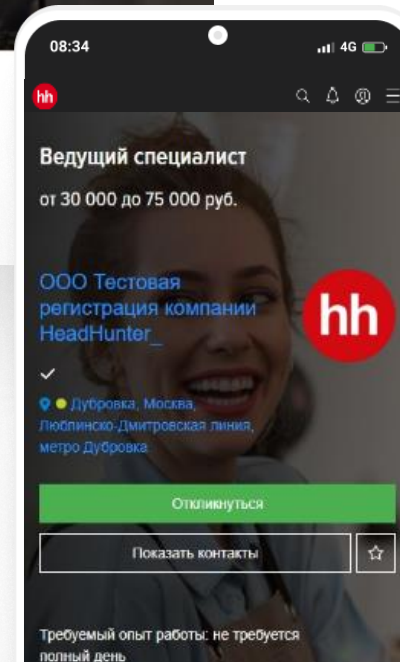 08:34
4G
hh
Ведущий специалист
от 30 000 до 75 000 руб.
ООО Тестовая
регистрация компании
HeadHunter_
hh
Дубровка, Москва,
Люблинско-Дмитровская линия,
метро Дубровка
Откликнуться
Показать контакты
Требуемый опыт работы: не требуется
полный день